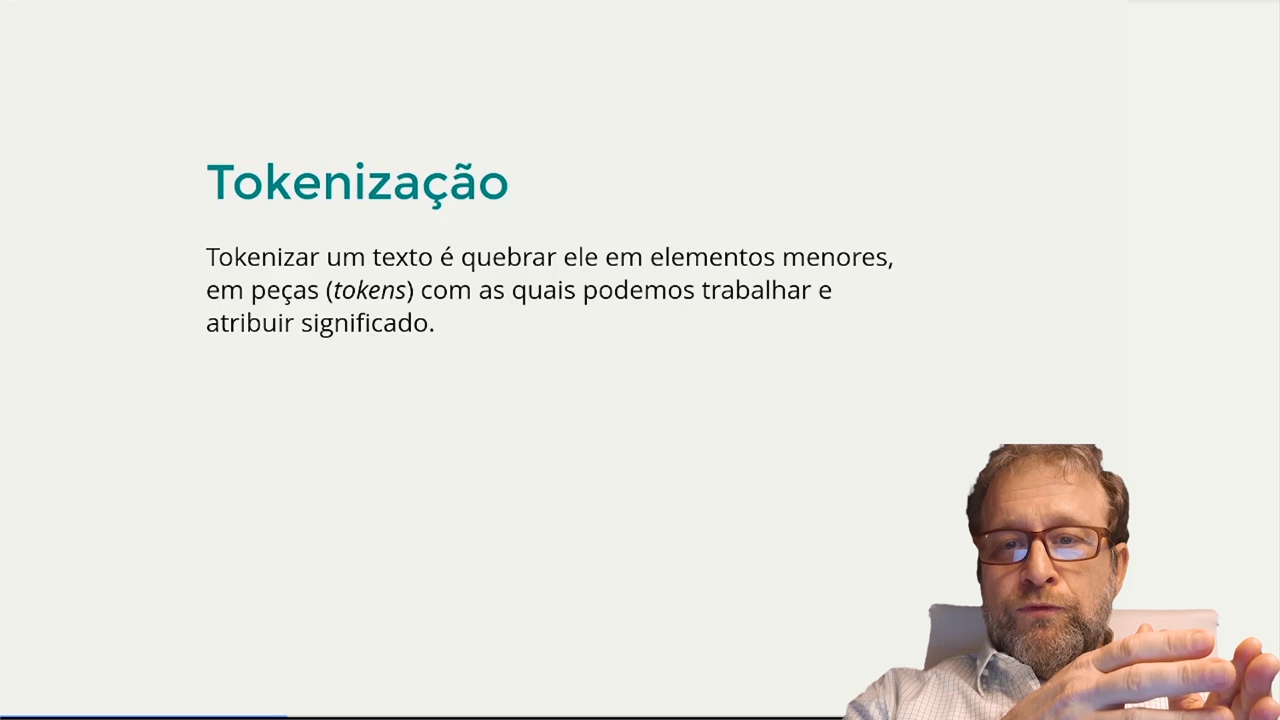 Tokenização
Tokenizar um texto é quebrar ele em elementos menores,
em peças (tokens) com as quais podemos trabalhar e
atribuir significado.